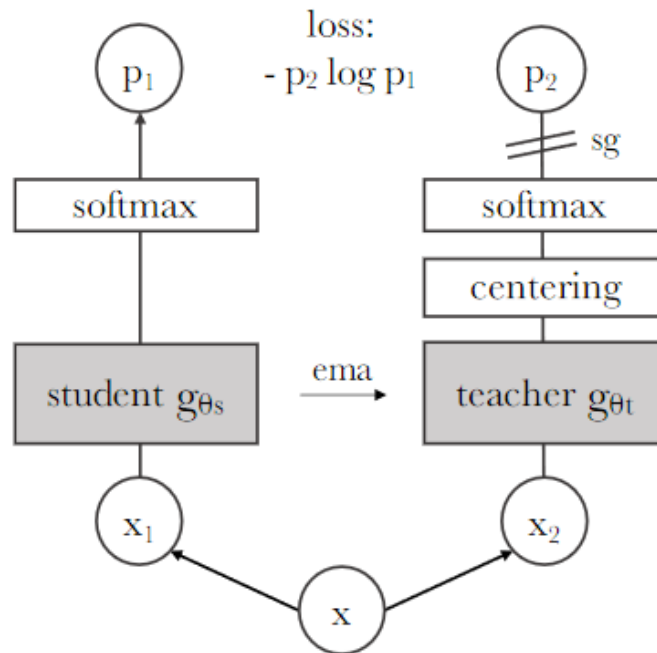 loss:
- p₂ log p₁
p₁
p₂
sg
softmax
softmax
centering
student gθs
ema
teacher gθt
x₁
x₂
x